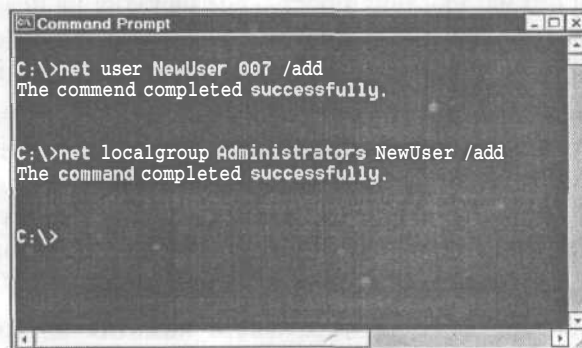 Command Prompt
C:\>net user NewUser 007 /add
The commend completed successfully.
C:\>net localgroup Administrators NewUser /add
The command completed successfully.
C:\>